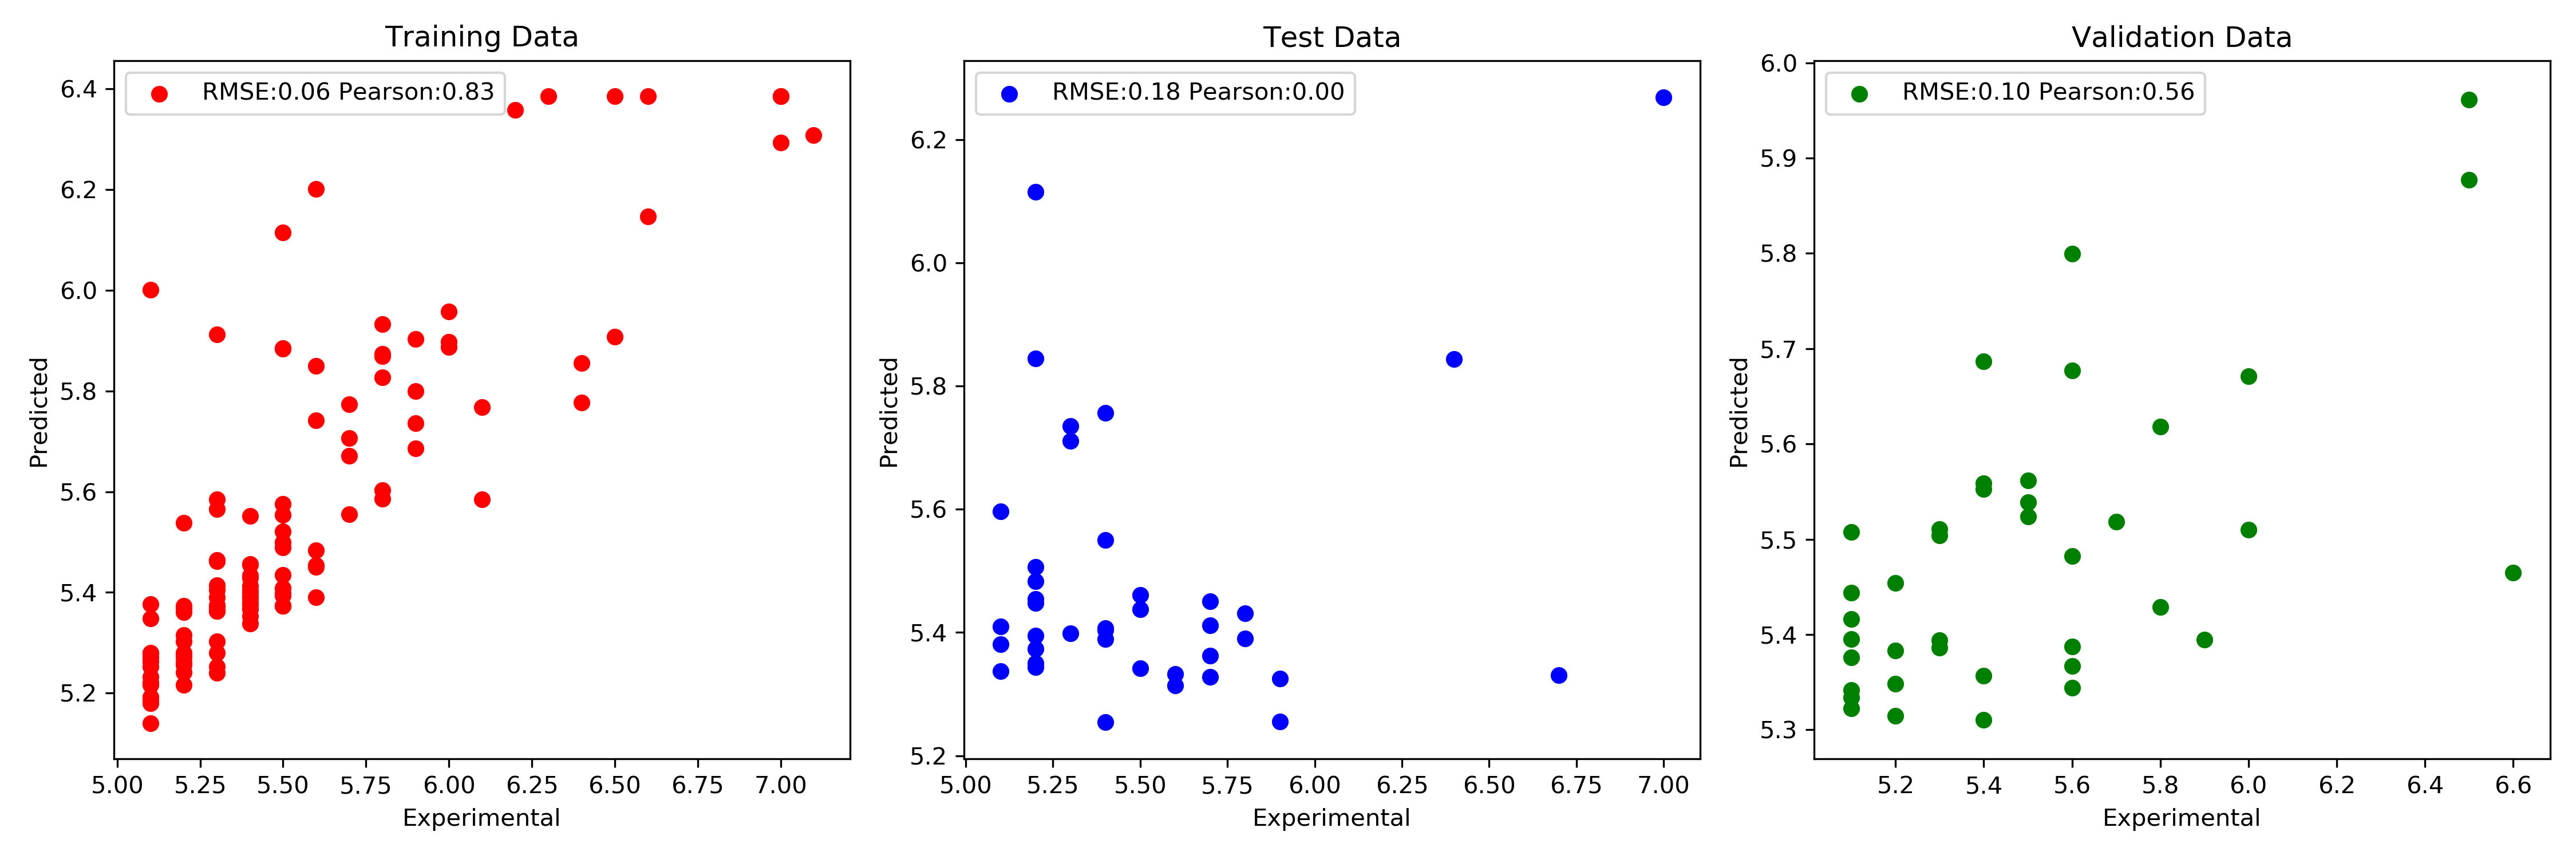 Training Data
RMSE:0.06 Pearson:0.83
6.4
6.2
6.0
5.8
5.6
5.4
5.2
Predicted
5.00 5.25 5.50 5.75 6.00 6.25 6.50 6.75 7.00
Experimental
Test Data
RMSE:0.18 Pearson:0.00
6.2
6.0
5.8
5.6
5.4
5.2
Predicted
5.00 5.25 5.50 5.75 6.00 6.25 6.50 6.75 7.00
Experimental
Validation Data
RMSE:0.10 Pearson:0.56
6.0
5.9
5.8
5.7
5.6
5.5
5.4
5.3
Predicted
5.2 5.4 5.6 5.8 6.0 6.2 6.4 6.6
Experimental